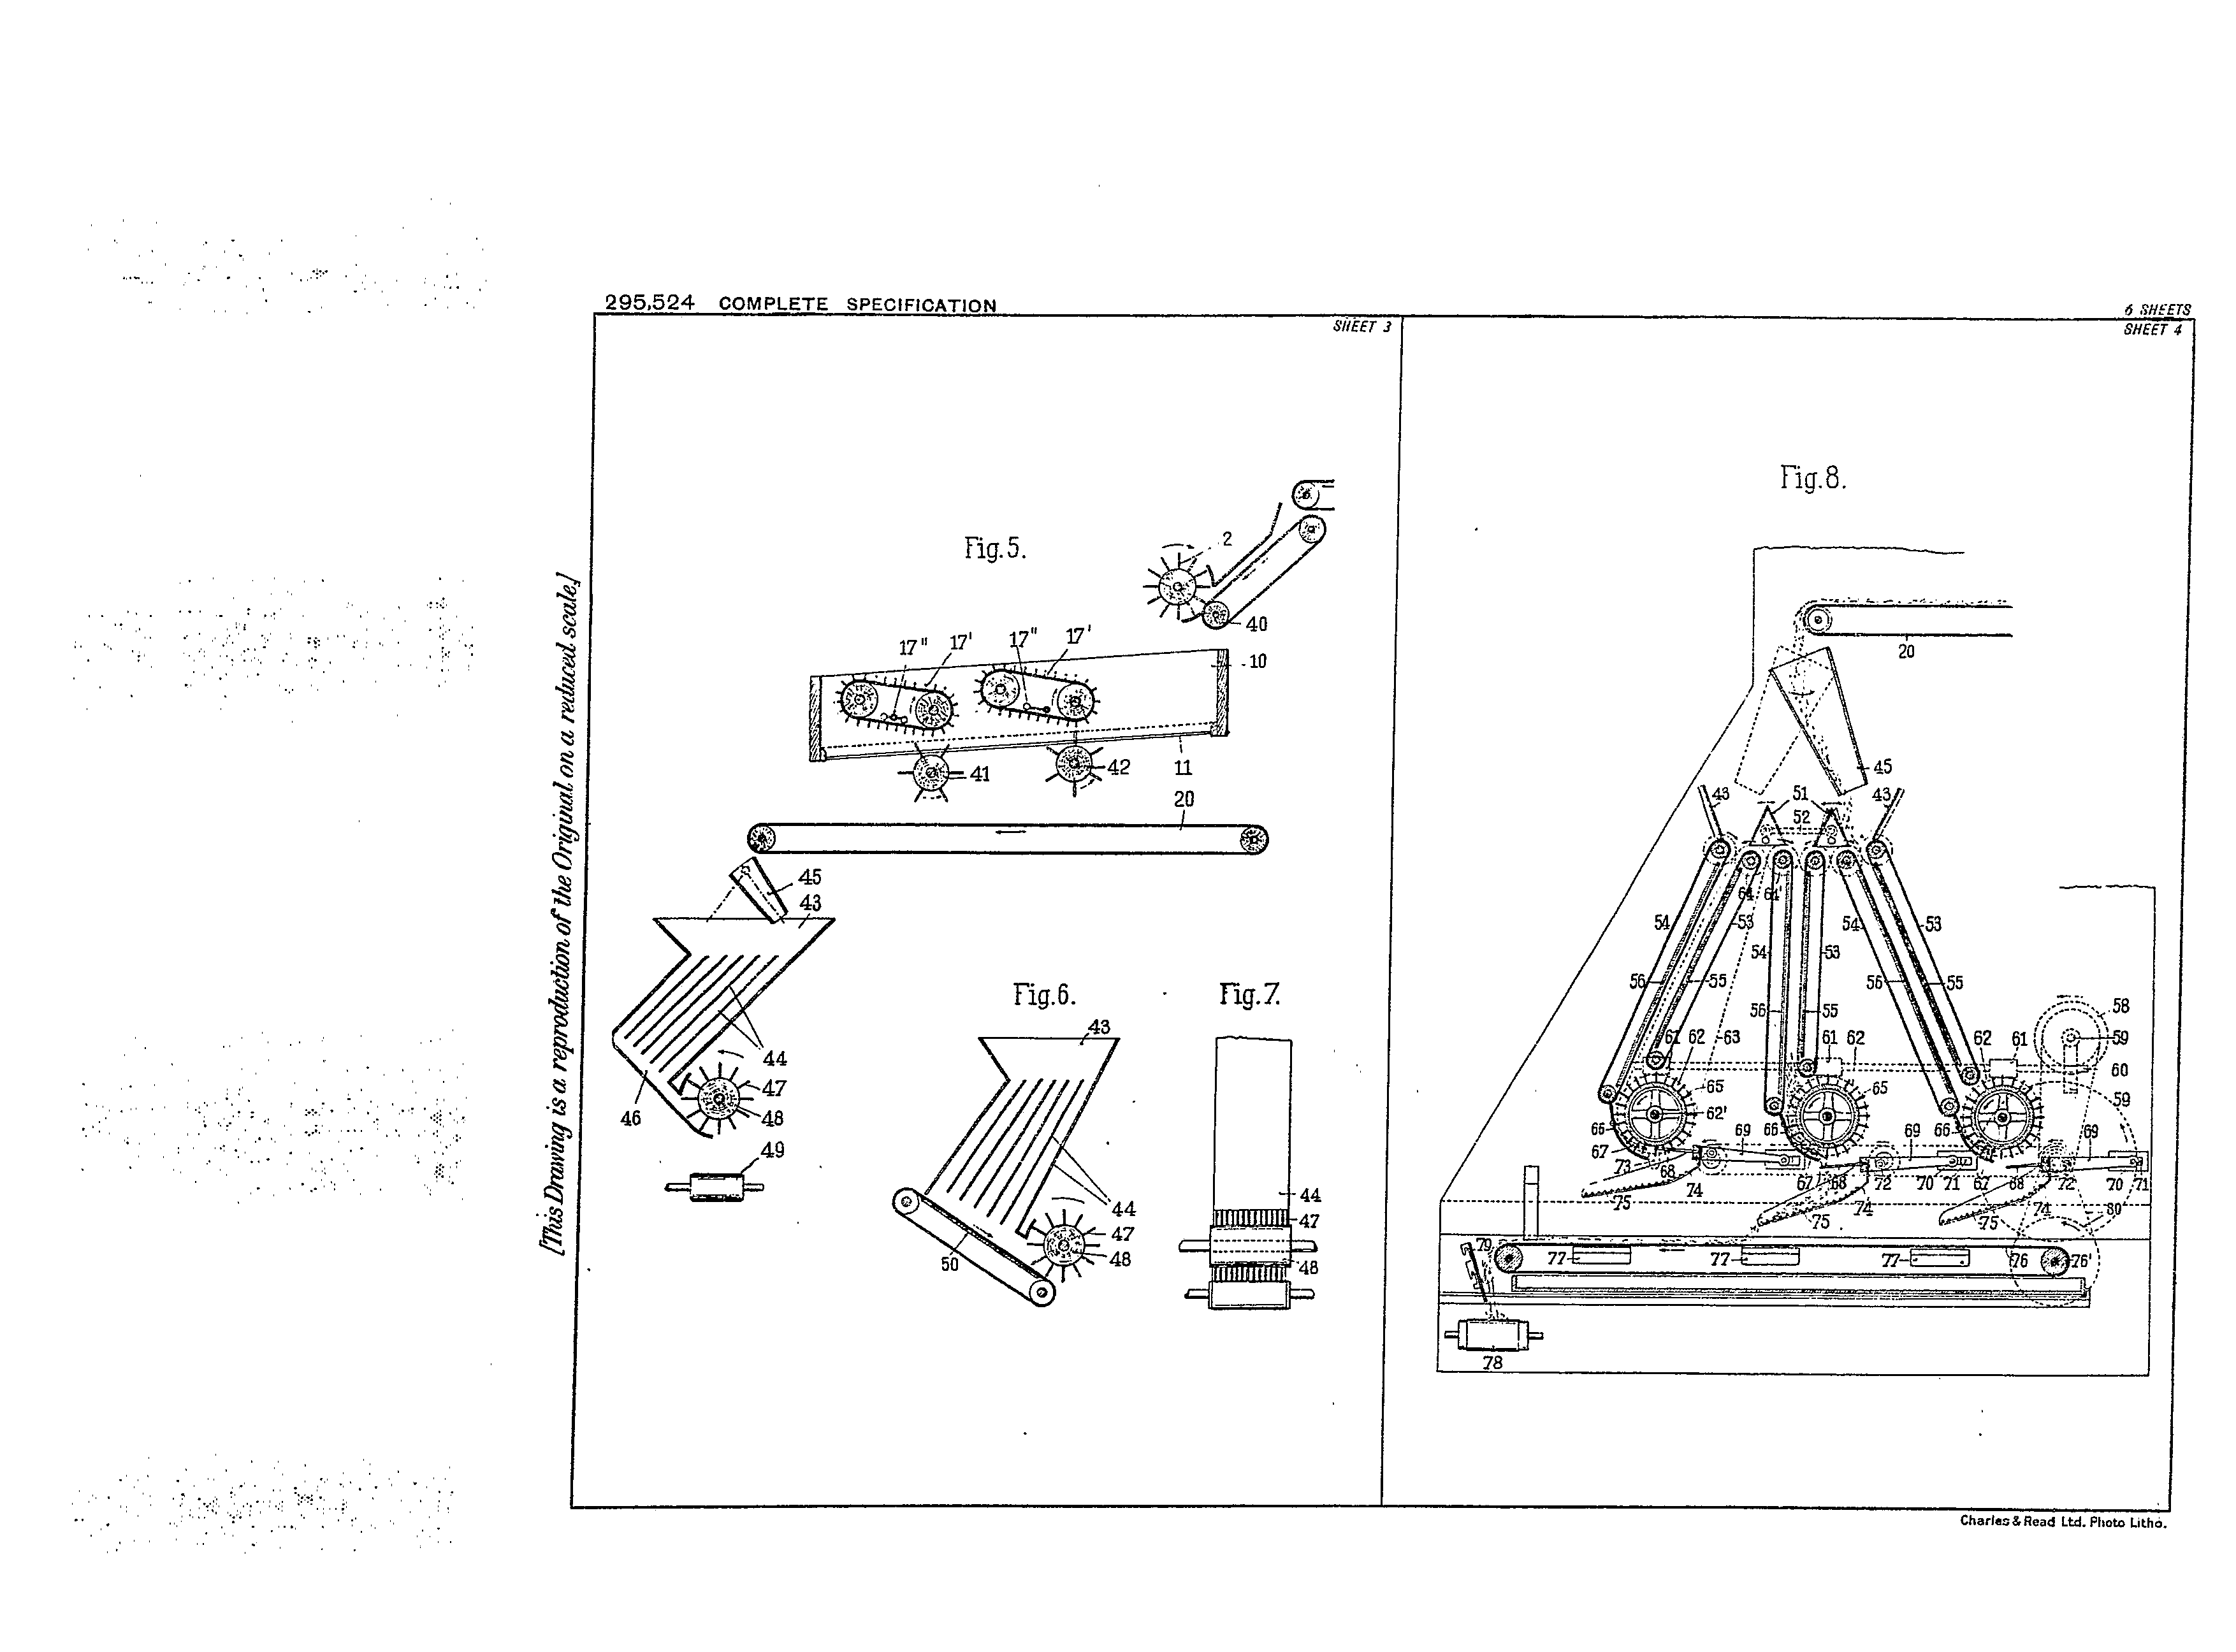 295,524 COMPLETE SPECIFICATION
6 SHEETS
SHEET 3
SHEET 4
[This Drawing is a reproduction of the Original on a reduced scale.]
Fig.5.
2
40
17" 17' 17" 17'
10
41
42
11
20
45
43
44
47
48
46
49
Fig.6.
43
44
47
48
50
Fig.7.
44
47
48
Fig.8.
20
45
43 51 43
52
64 64'
54 53 54 53
54 53
56 55 56 55
56 55
58
61 62 63 61 62 62 61 59
60
65 65 59
62'
66 66 66
69 69 69
67
73 68 67 68 72 70 71 67 68 72 70 71
74
75 75 74 75 74 80
79 77 77 77 76 76'
78
Charles & Read Ltd. Photo Litho.